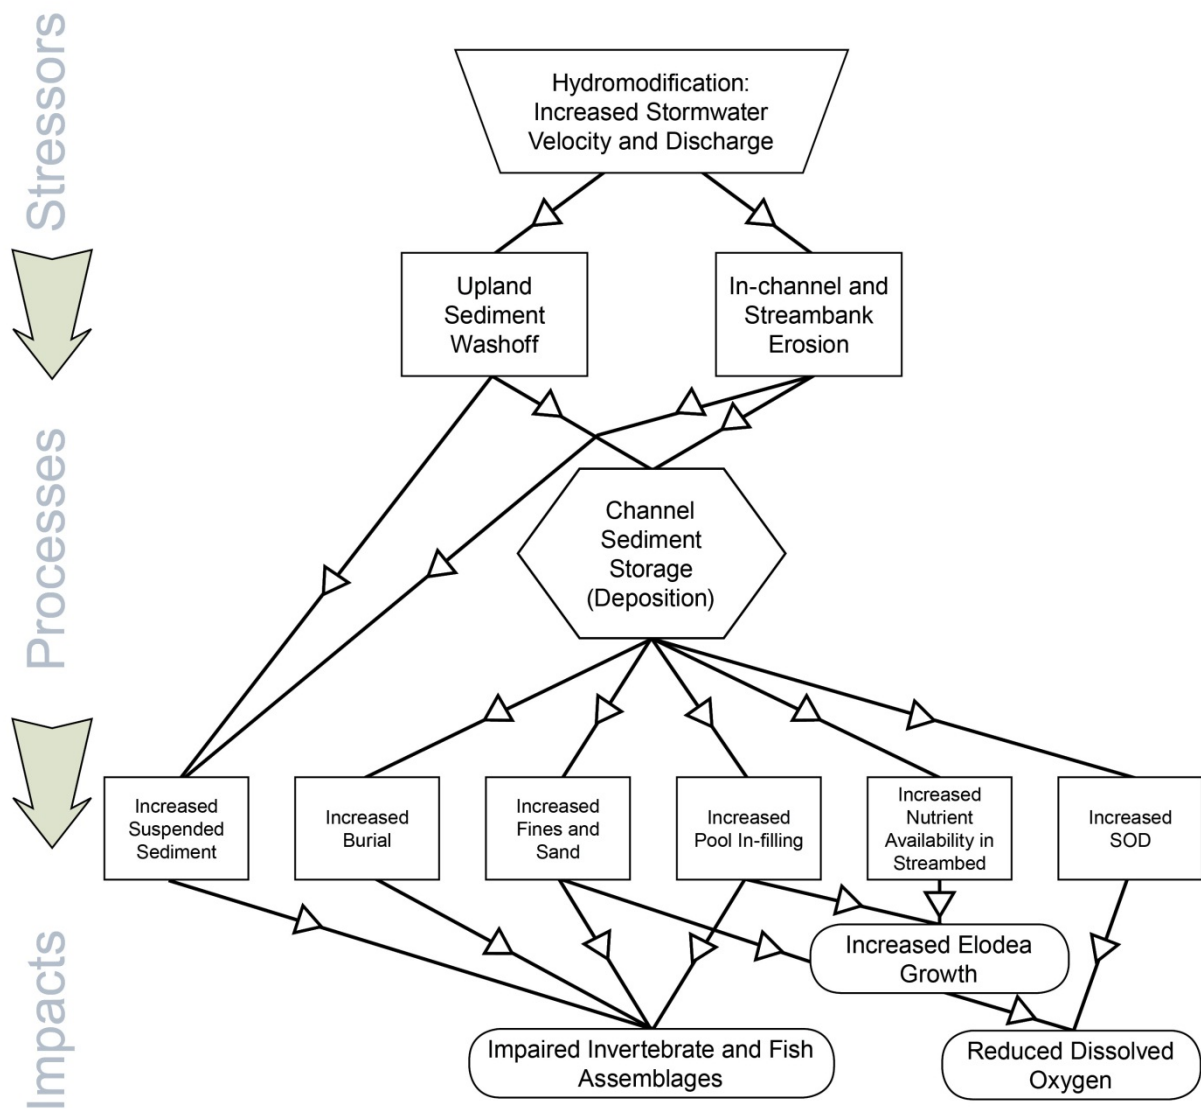 Stressors
Processes
Impacts
Hydromodification:
Increased Stormwater
Velocity and Discharge
Upland
Sediment
Washoff
In-channel and
Streambank
Erosion
Channel
Sediment
Storage
(Deposition)
Increased
Suspended
Sediment
Increased
Burial
Increased
Fines and
Sand
Increased
Pool In-filling
Increased
Nutrient
Availability in
Streambed
Increased
SOD
Increased Elodea
Growth
Impaired Invertebrate and Fish
Assemblages
Reduced Dissolved
Oxygen